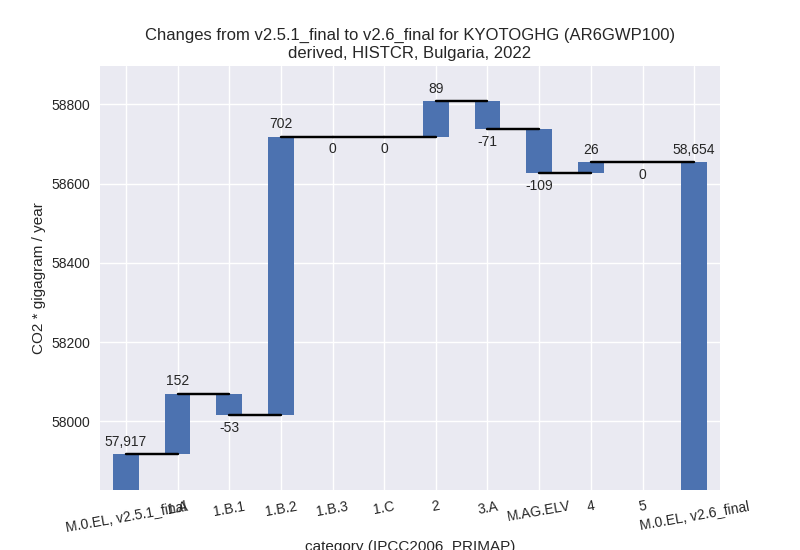 Changes from v2.5.1_final to v2.6_final for KYOTOGHG (AR6GWP100)
derived, HISTCR, Bulgaria, 2022
CO2 * gigagram / year
58800
58600
58400
58200
58000
57,917
152
-53
702
0
0
89
-71
-109
26
0
58,654
M.0.EL, v2.5.1_final
1.A
1.B.1
1.B.2
1.B.3
1.C
2
3.A
M.AG.ELV
4
5
M.0.EL, v2.6_final
category (IPCC2006_PRIMAP)